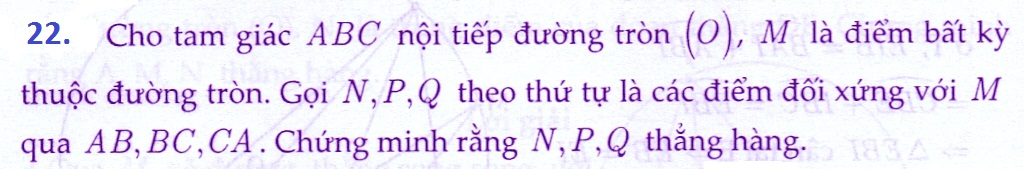 22. Cho tam giác ABC nội tiếp đường tròn (O), M là điểm bất kỳ
thuộc đường tròn. Gọi N,P,Q theo thứ tự là các điểm đối xứng với M
qua AB,BC,CA. Chứng minh rằng N,P,Q thẳng hàng.